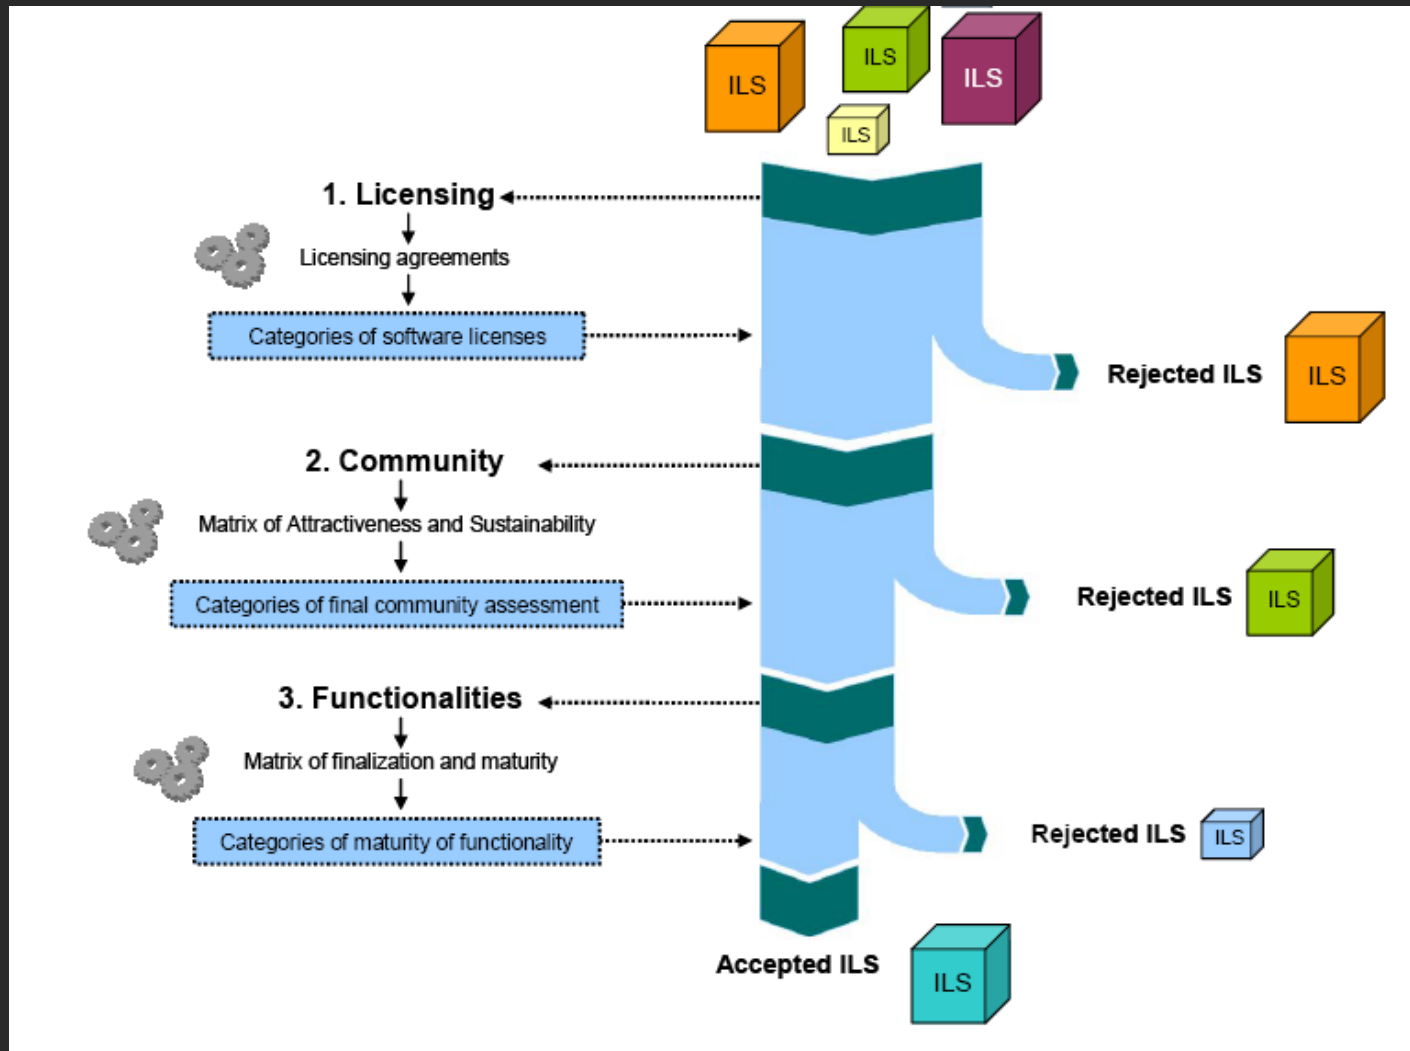 ILS
ILS
ILS
ILS
1. Licensing
Licensing agreements
Categories of software licenses
Rejected ILS
ILS
2. Community
Matrix of Attractiveness and Sustainability
Categories of final community assessment
Rejected ILS
ILS
3. Functionalities
Matrix of finalization and maturity
Categories of maturity of functionality
Rejected ILS
ILS
Accepted ILS
ILS